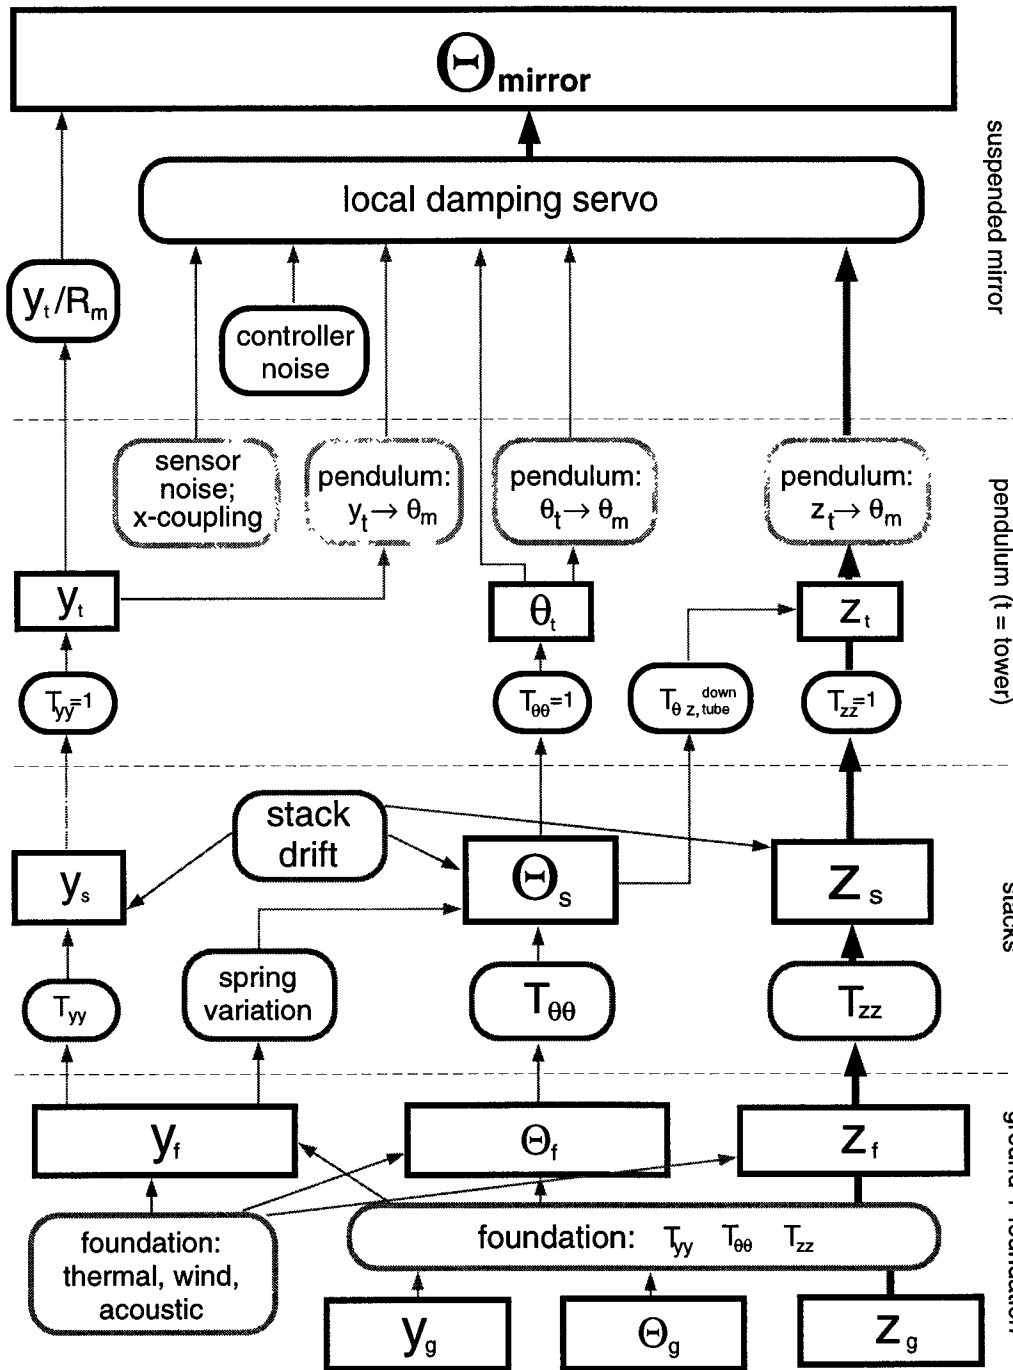 Θmirror
suspended mirror
local damping servo
yt/Rm
controller
noise
sensor
noise;
x-coupling
pendulum:
yt → θm
pendulum:
θt → θm
pendulum:
zt → θm
pendulum (t = tower)
yt
θt
zt
Tyy=1
Tθθ=1
Tθz, down tube
Tzz=1
stack
drift
ys
Θs
zs
stacks
Tyy
spring
variation
Tθθ
Tzz
yf
Θf
zf
foundation:
thermal, wind,
acoustic
foundation: Tyy Tθθ Tzz
yg
Θg
zg